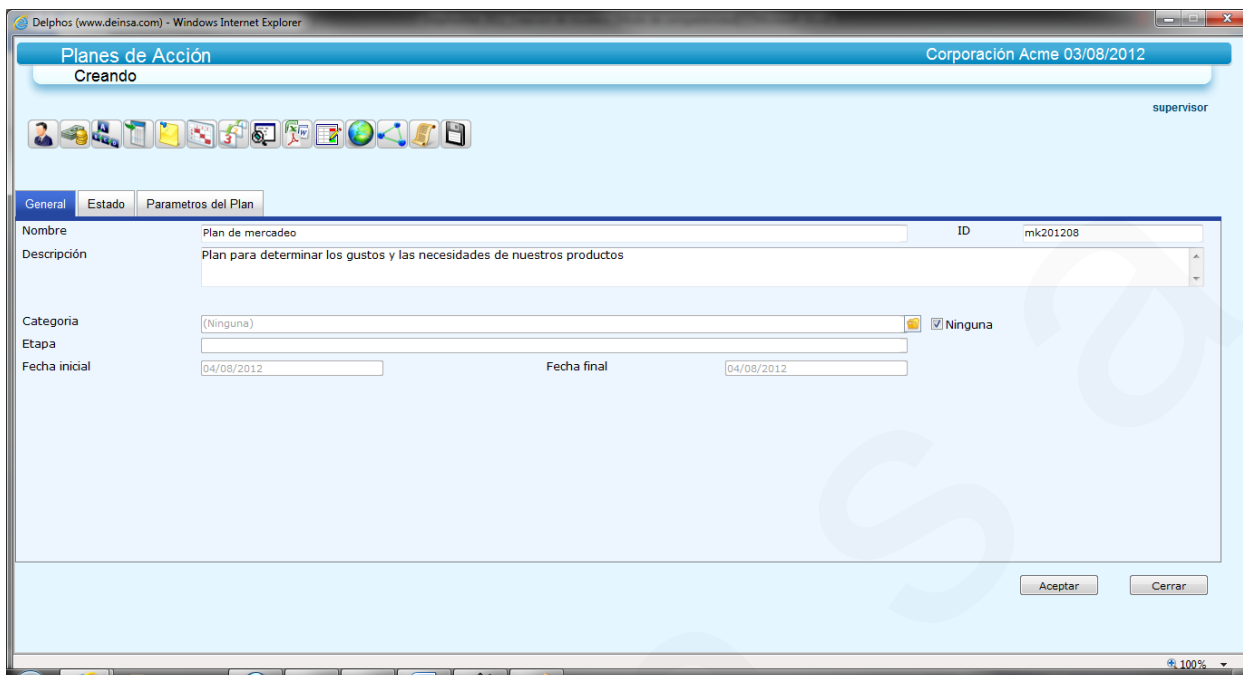 Delphos (www.deinsa.com) - Windows Internet Explorer
Planes de Acción Corporación Acme 03/08/2012
Creando
supervisor
General Estado Parametros del Plan
Nombre Plan de mercadeo ID mk201208
Descripción Plan para determinar los gustos y las necesidades de nuestros productos
Categoria (Ninguna) Ninguna
Etapa
Fecha inicial 04/08/2012 Fecha final 04/08/2012
Aceptar Cerrar
100%